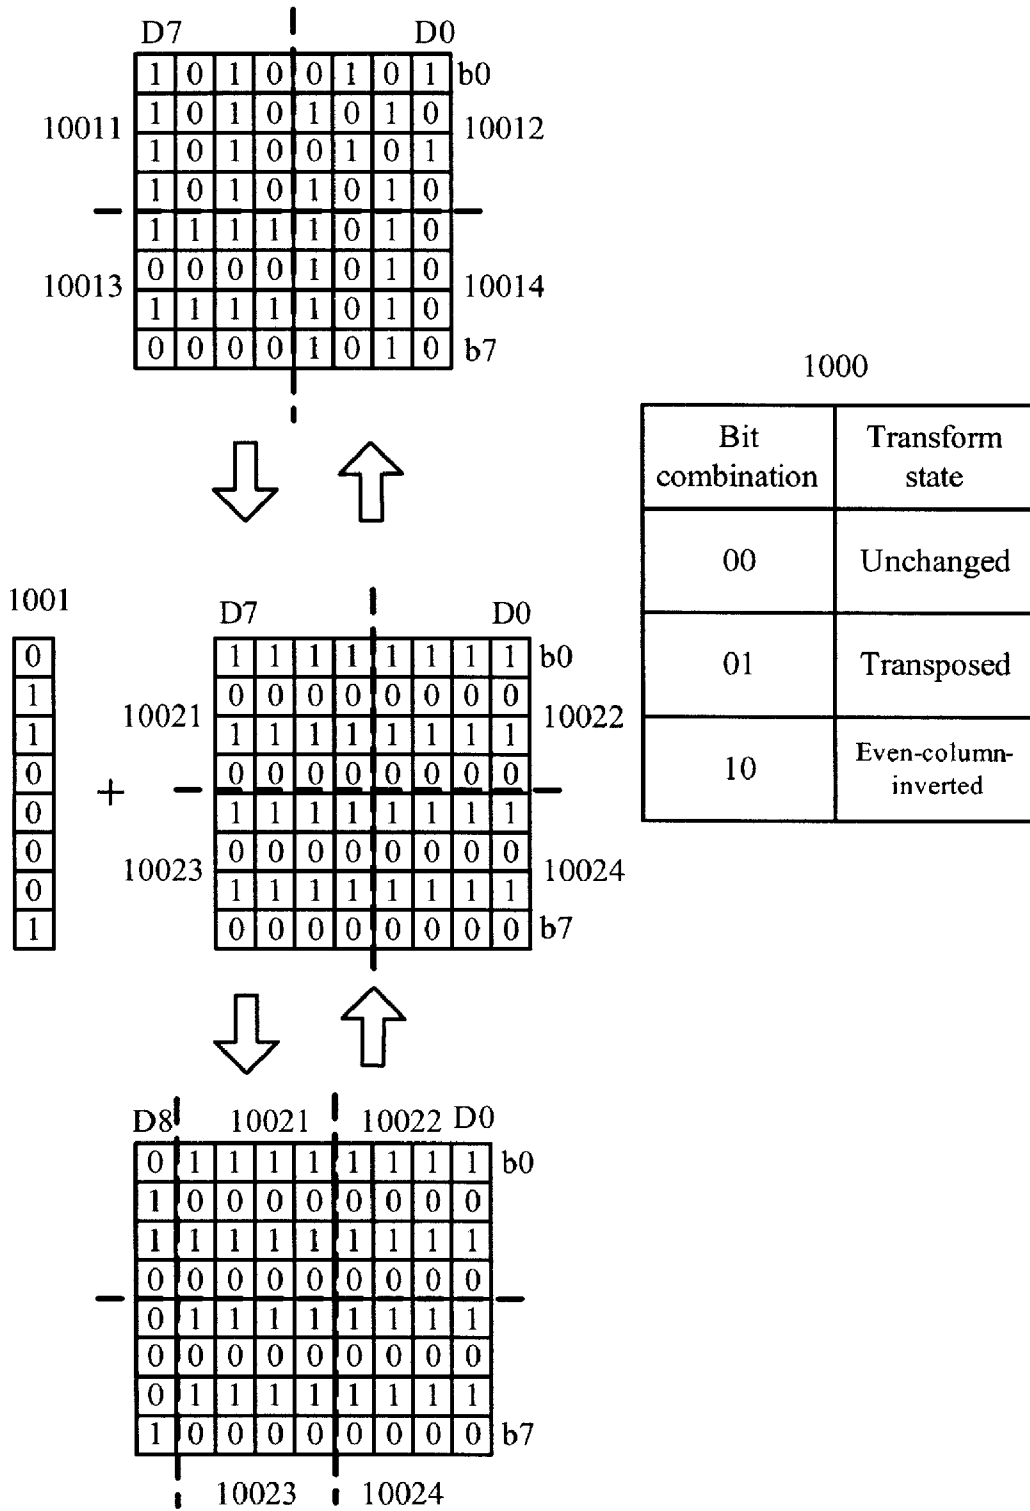 D7 D0
1 0 1 0 0 1 0 1 b0
1 0 1 0 1 0 1 0
10011 10012
1 0 1 0 0 1 0 1
1 0 1 0 1 0 1 0
1 1 1 1 1 0 1 0
0 0 0 0 1 0 1 0
10013 10014
1 1 1 1 1 0 1 0
0 0 0 0 1 0 1 0 b7
1000
Bit combination
Transform state
00 Unchanged
01 Transposed
10 Even-column-inverted
1001
0
1
1
0
0
0
0
1
+
D7 D0
1 1 1 1 1 1 1 1 b0
0 0 0 0 0 0 0 0
10021 10022
1 1 1 1 1 1 1 1
0 0 0 0 0 0 0 0
1 1 1 1 1 1 1 1
0 0 0 0 0 0 0 0
10023 10024
1 1 1 1 1 1 1 1
0 0 0 0 0 0 0 0 b7
D8 10021 10022 D0
0 1 1 1 1 1 1 1 1 b0
1 0 0 0 0 0 0 0 0
1 1 1 1 1 1 1 1 1
0 0 0 0 0 0 0 0 0
0 1 1 1 1 1 1 1 1
0 0 0 0 0 0 0 0 0
0 1 1 1 1 1 1 1 1
1 0 0 0 0 0 0 0 0 b7
10023 10024